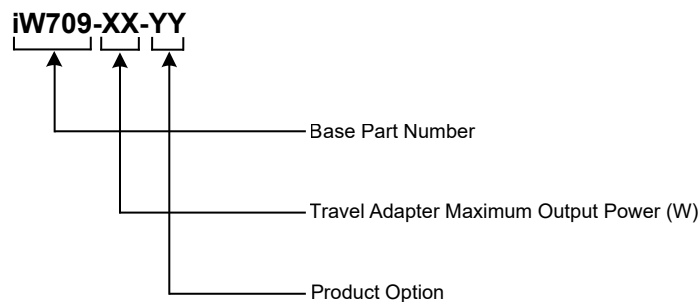 iW709-XX-YY
Base Part Number
Travel Adapter Maximum Output Power (W)
Product Option